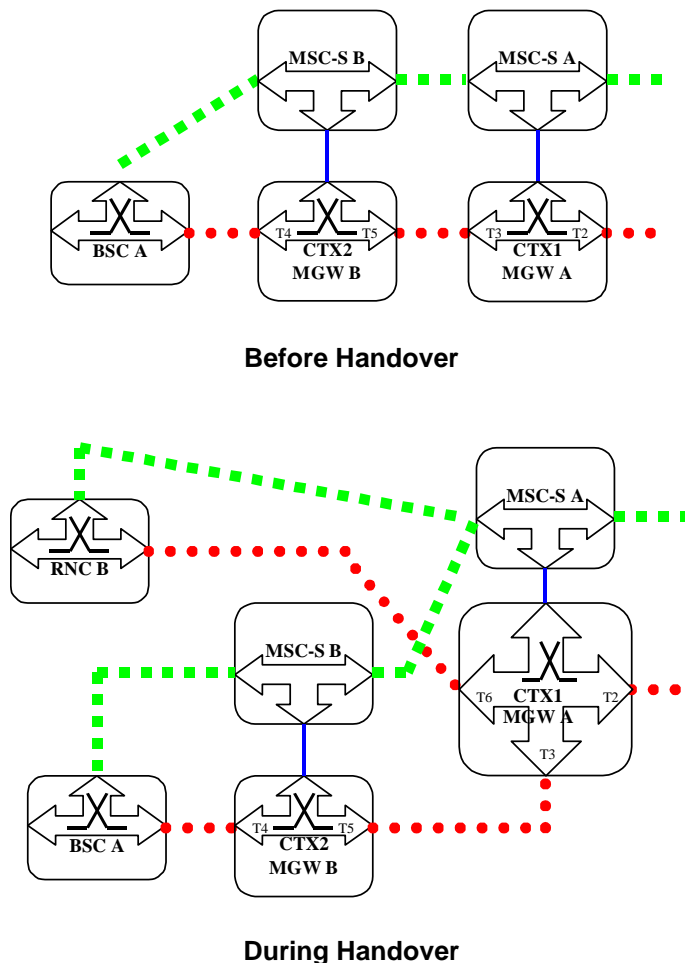 MSC-S B
MSC-S A
BSC A
T4
T5
CTX2
MGW B
T3
T2
CTX1
MGW A
Before Handover
MSC-S A
RNC B
MSC-S B
T6
CTX1
T2
MGW A
T3
BSC A
T4
T5
CTX2
MGW B
During Handover